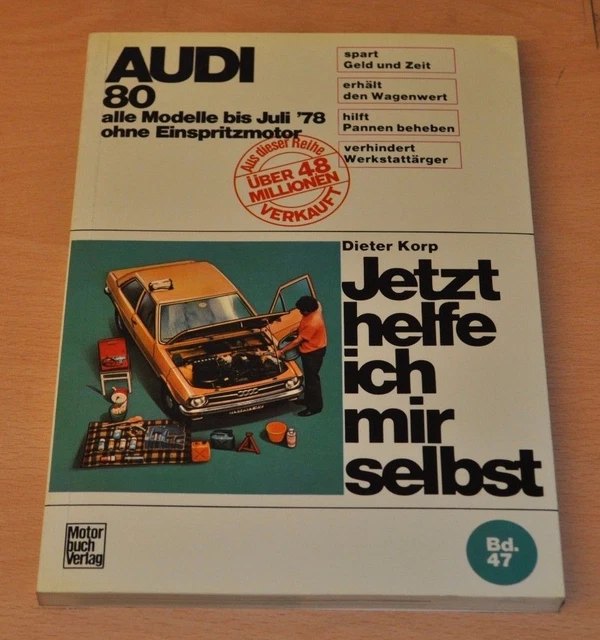 AUDI
80
alle Modelle bis Juli '78
ohne Einspritzmotor
spart
Geld und Zeit
erhält
den Wagenwert
hilft
Pannen beheben
verhindert
Werkstattärger
Aus dieser Reihe
ÜBER 48
MILLIONEN
VERKAUFT
Dieter Korp
Jetzt
helfe
ich
mir
selbst
Motor
buch
Verlag
Bd.
47